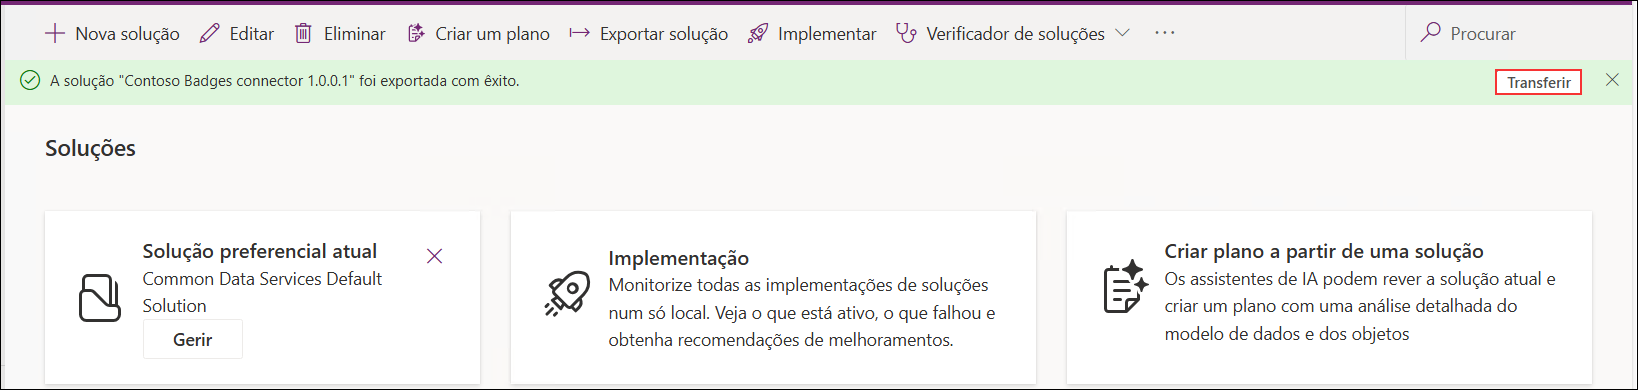 Nova solução Editar Eliminar Criar um plano Exportar solução Implementar Verificador de soluções Procurar
A solução "Contoso Badges connector 1.0.0.1" foi exportada com êxito. Transferir
Soluções
Solução preferencial atual
Common Data Services Default
Solution
Gerir
Implementação
Monitorize todas as implementações de soluções
num só local. Veja o que está ativo, o que falhou e
obtenha recomendações de melhoramentos.
Criar plano a partir de uma solução
Os assistentes de IA podem rever a solução atual e
criar um plano com uma análise detalhada do
modelo de dados e dos objetos